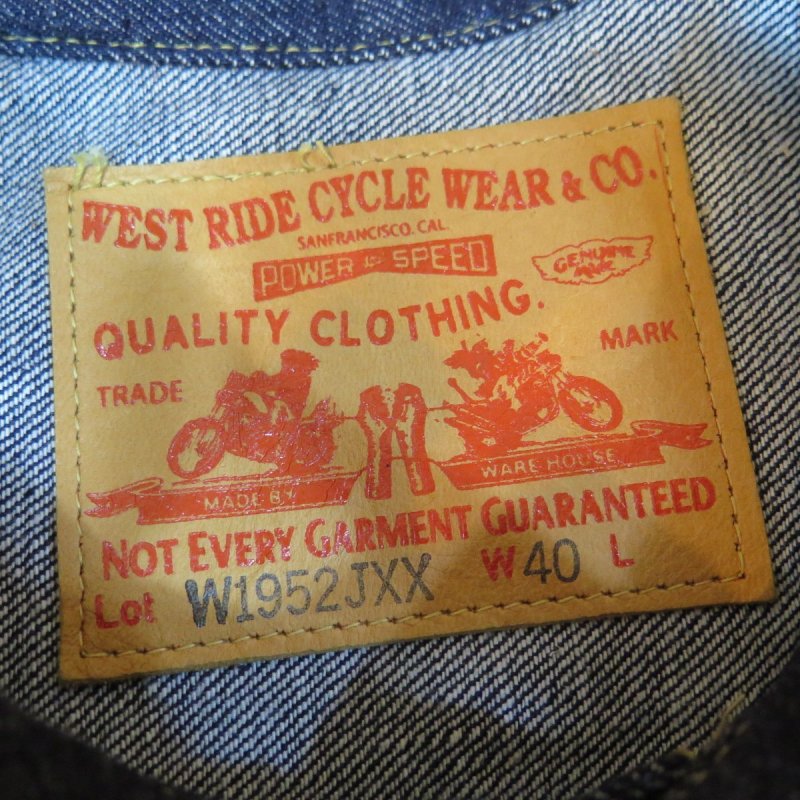 WEST RIDE CYCLE WEAR & CO.
SANFRANCISCO. CAL
POWER & SPEED
GENUINE
QUALITY CLOTHING.
TRADE MARK
MADE BY WARE HOUSE
NOT EVERY GARMENT GUARANTEED
Lot W1952JXX W 40 L